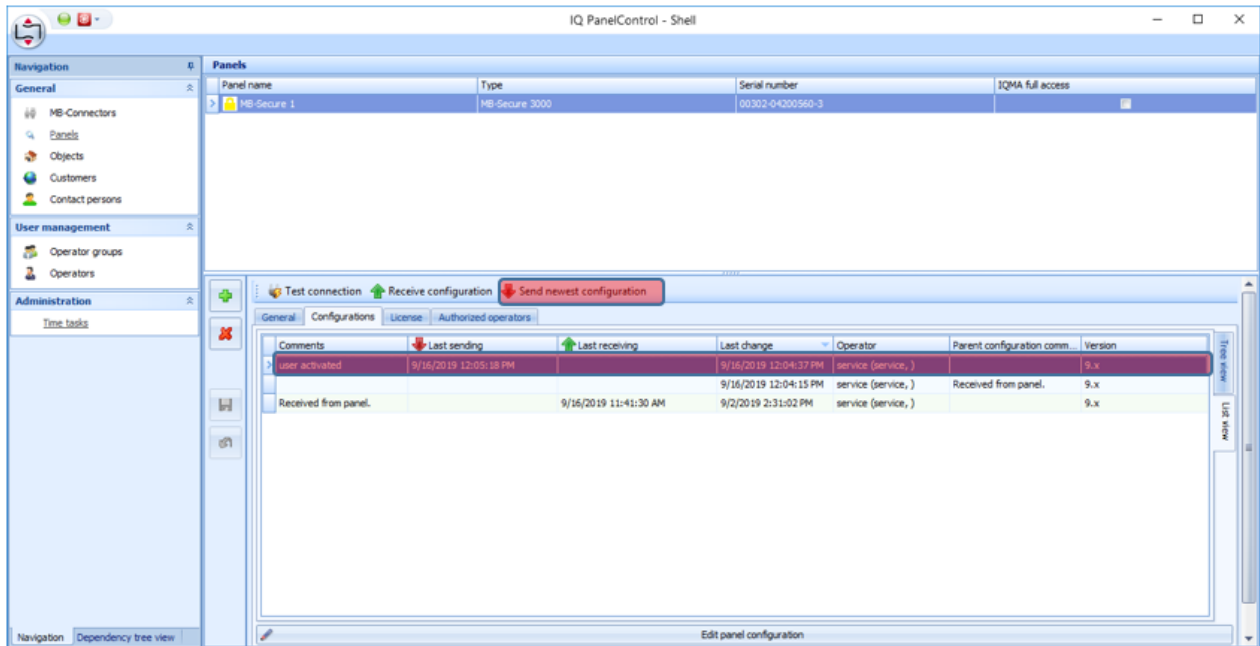 IQ PanelControl - Shell
Navigation
General
MB-Connectors
Panels
Objects
Customers
Contact persons
User management
Operator groups
Operators
Administration
Time tasks
Navigation Dependency tree view
Panels
Panel name Type Serial number IQMA full access
MB-Secure 1 MB-Secure 3000 00302-04200560-3
Test connection Receive configuration Send newest configuration
General Configurations License Authorized operators
Comments Last sending Last receiving Last change Operator Parent configuration comm... Version
user activated 9/16/2019 12:05:18 PM 9/16/2019 12:04:37 PM service (service, ) 9.x
9/16/2019 12:04:15 PM service (service, ) Received from panel. 9.x
Received from panel. 9/16/2019 11:41:30 AM 9/2/2019 2:31:02 PM service (service, ) 9.x
Tree view
List view
Edit panel configuration